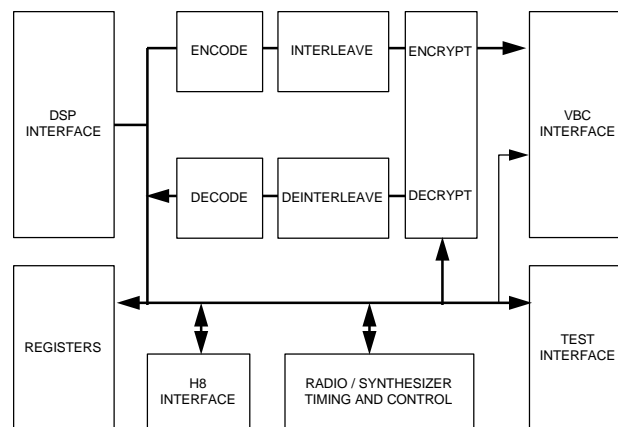 ENCODE
INTERLEAVE
ENCRYPT
DSP
INTERFACE
VBC
INTERFACE
DECODE
DEINTERLEAVE
DECRYPT
REGISTERS
TEST
INTERFACE
H8
INTERFACE
RADIO / SYNTHESIZER
TIMING AND CONTROL